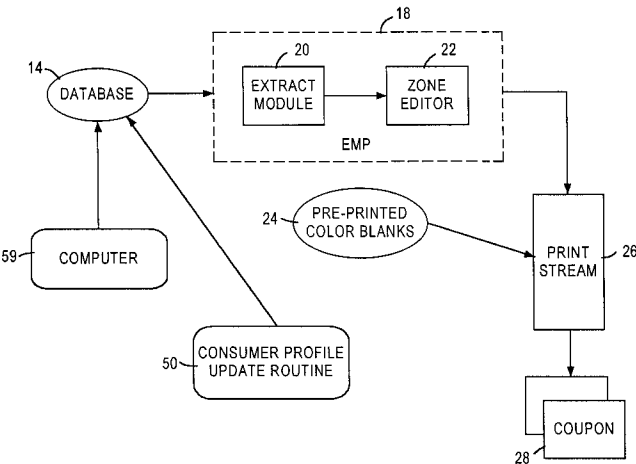 18
20
22
14
DATABASE
EXTRACT
MODULE
ZONE
EDITOR
EMP
24
PRE-PRINTED
COLOR BLANKS
59
COMPUTER
PRINT
STREAM
26
50
CONSUMER PROFILE
UPDATE ROUTINE
COUPON
28